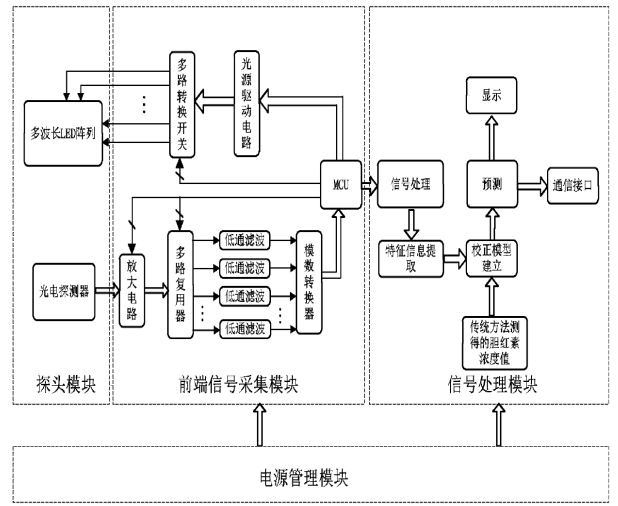 多波长LED阵列
多路转换开关
光源驱动电路
MCU
光电探测器
放大电路
多路复用器
低通滤波
低通滤波
低通滤波
低通滤波
模数转换器
信号处理
特征信息提
取
显示
预测
通信接口
校正模型
建立
传统方法测
得的胆红素
浓度值
探头模块
前端信号采集模块
信号处理模块
电源管理模块